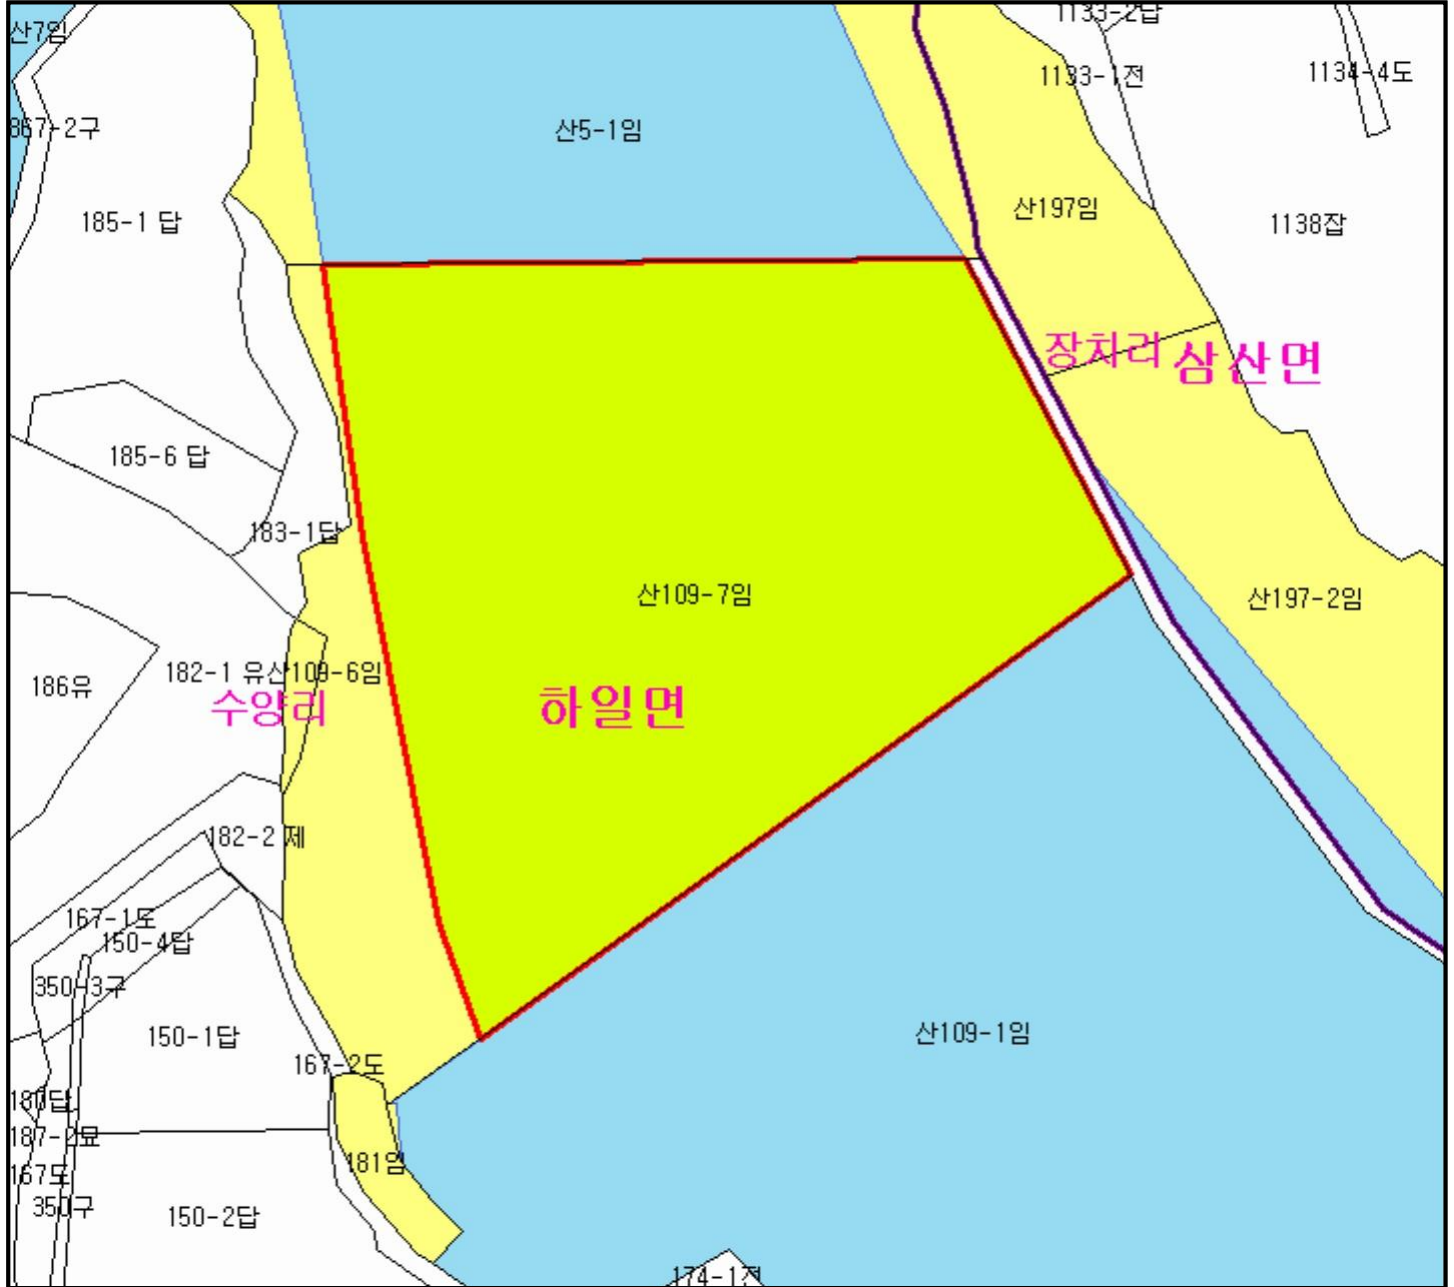 산7임
1133-2답
1133-1전
1134-4도
867-2구
산5-1임
185-1 답
산197임
1138잡
장치리
삼산면
185-6 답
183-1답
산109-7임
산197-2임
182-1 유
산109-6임
186유
수양리
하일면
182-2 제
167-1도
150-4답
350-3구
150-1답
산109-1임
167-2도
180답
187-2묘
181임
167도
350구
150-2답
174-1전